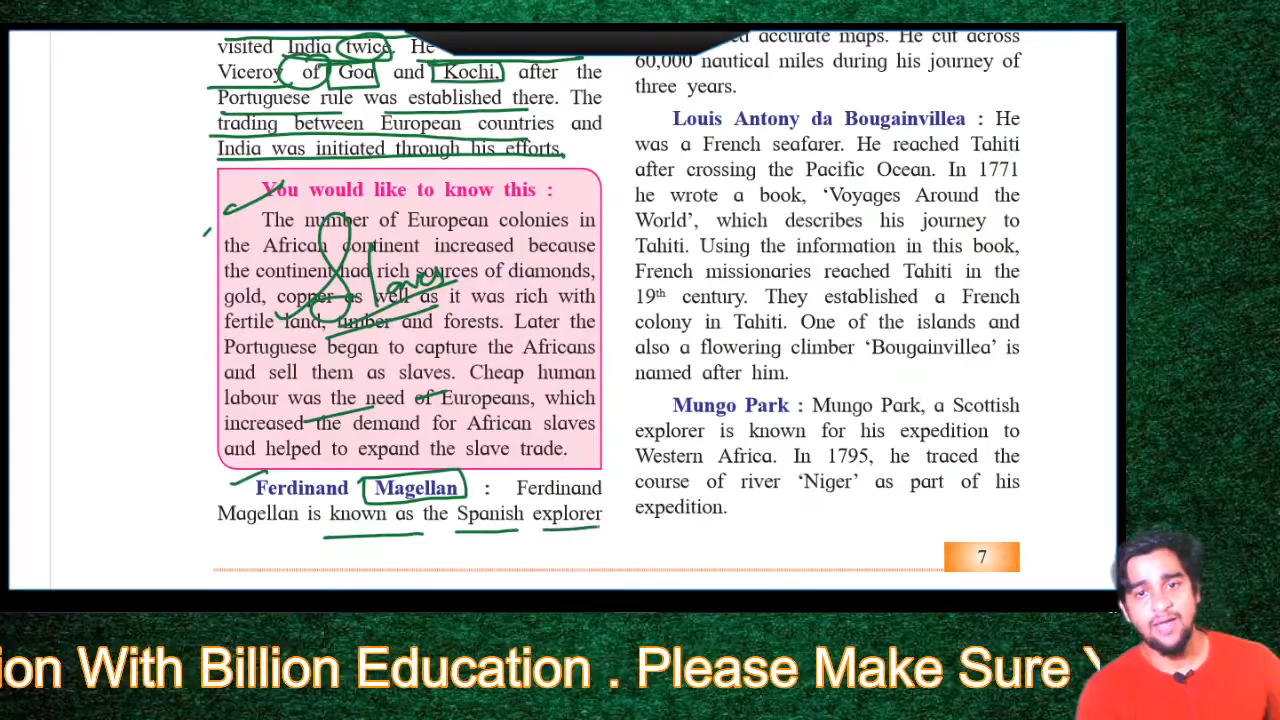 visited India twice. He
Viceroy of Goa and Kochi, after the
Portuguese rule was established there. The
trading between European countries and
India was initiated through his efforts.
You would like to know this :
The number of European colonies in
the African continent increased because
the continent had rich sources of diamonds,
gold, copper as well as it was rich with
fertile land, timber and forests. Later the
Portuguese began to capture the Africans
and sell them as slaves. Cheap human
labour was the need of Europeans, which
increased the demand for African slaves
and helped to expand the slave trade.
Slaves
Ferdinand Magellan : Ferdinand
Magellan is known as the Spanish explorer
accurate maps. He cut across
60,000 nautical miles during his journey of
three years.
Louis Antony da Bougainvillea : He
was a French seafarer. He reached Tahiti
after crossing the Pacific Ocean. In 1771
he wrote a book, ‘Voyages Around the
World’, which describes his journey to
Tahiti. Using the information in this book,
French missionaries reached Tahiti in the
19th century. They established a French
colony in Tahiti. One of the islands and
also a flowering climber ‘Bougainvillea’ is
named after him.
Mungo Park : Mungo Park, a Scottish
explorer is known for his expedition to
Western Africa. In 1795, he traced the
course of river ‘Niger’ as part of his
expedition.
7
ion With Billion Education . Please Make Sure